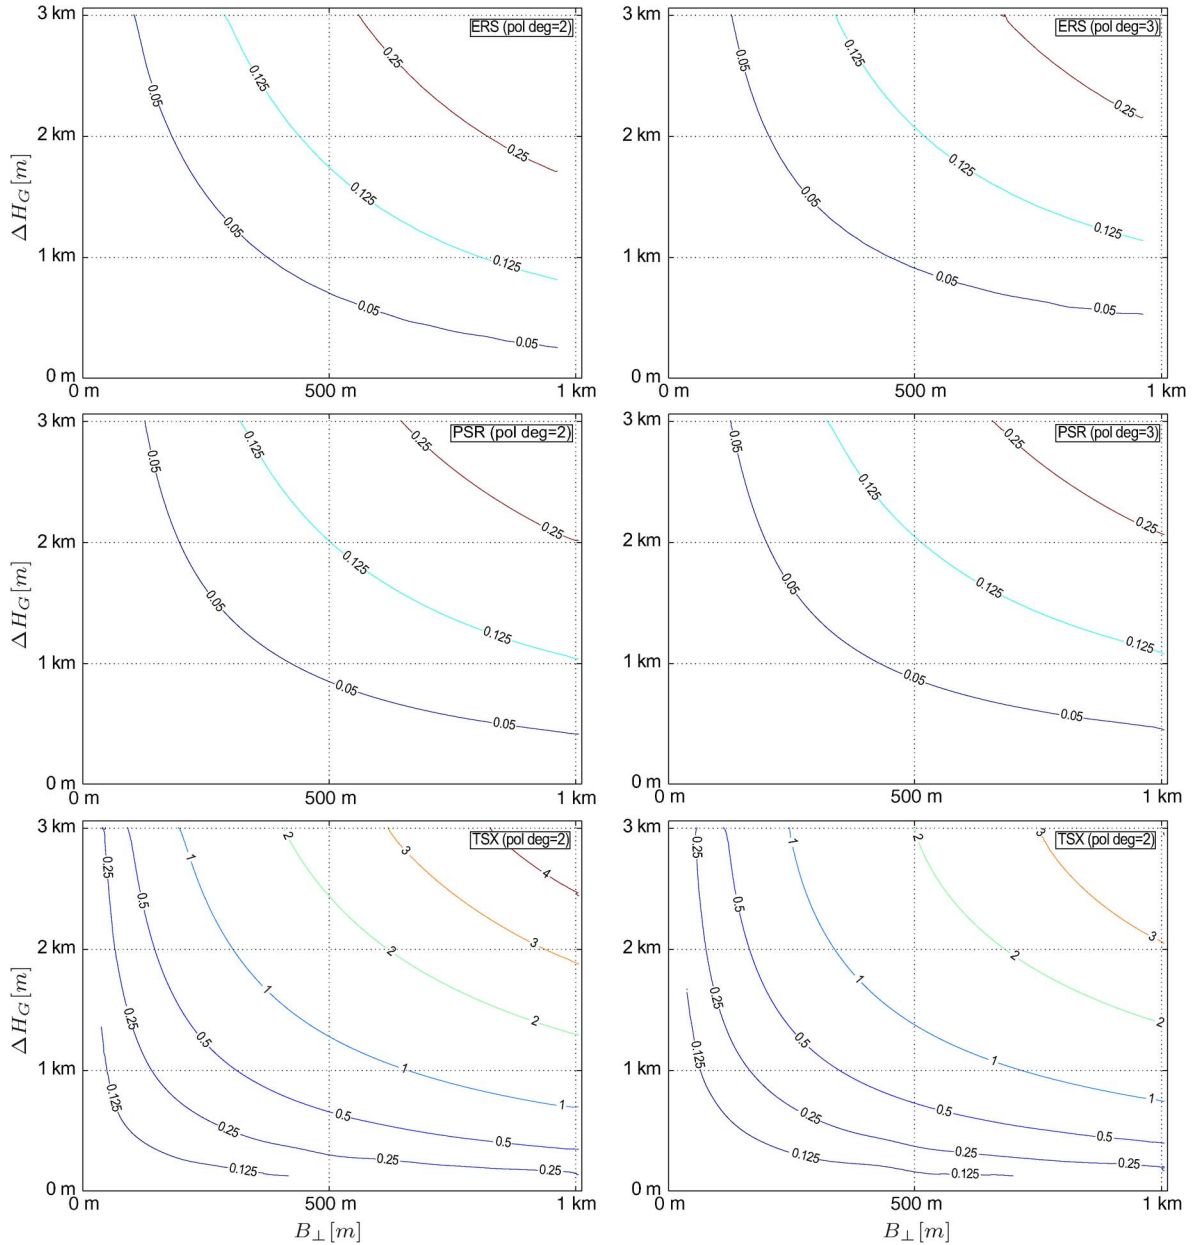 3 km
ERS (pol deg=2)
0.25
0.125
0.05
2 km
0.25
0.125
0.05
1 km
0.125
0.05
0.05
0 m
0 m
500 m
1 km
ΔH_G[m]
3 km
ERS (pol deg=3)
0.125
0.05
0.25
2 km
0.125
0.05
0.125
1 km
0.05
0.05
0 m
0 m
500 m
1 km
3 km
PSR (pol deg=2)
0.25
0.125
0.05
0.25
2 km
0.125
0.05
0.125
1 km
0.05
0.05
0 m
0 m
500 m
1 km
ΔH_G[m]
3 km
PSR (pol deg=3)
0.25
0.05
0.125
0.25
2 km
0.05
0.125
0.125
1 km
0.05
0.05
0 m
0 m
500 m
1 km
3 km
TSX (pol deg=2)
2
1
3
0.25
4
0.5
3
2 km
2
1
2
0.25
0.5
1 km
1
0.125
1
0.5
0.25
0.5
0.25
0.25
0.125
0 m
0 m
500 m
1 km
ΔH_G[m]
B⊥[m]
3 km
TSX (pol deg=2)
3
2
1
0.25
0.5
3
2 km
2
1
0.25
2
0.5
0.125
1 km
1
1
0.5
0.25
0.5
0.125
0.25
0.25
0.125
0 m
0 m
500 m
1 km
B⊥[m]